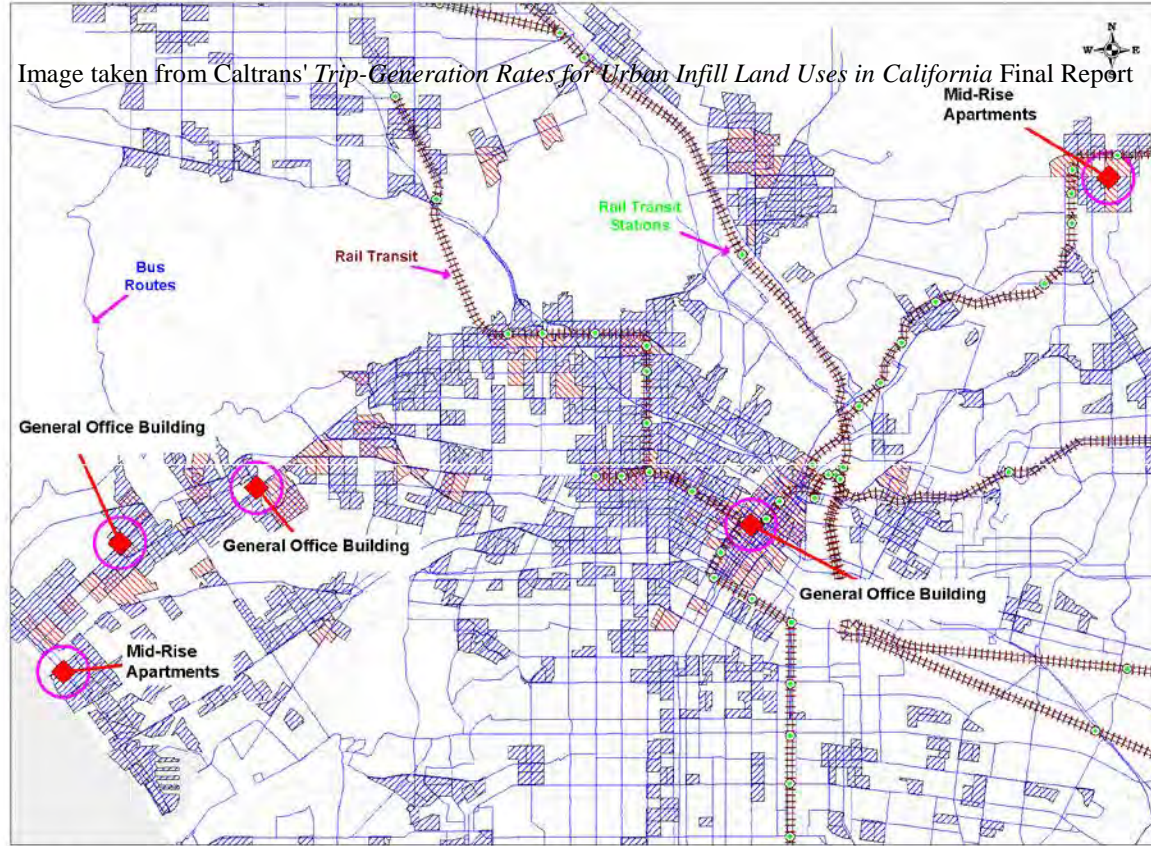 N
W E
S
Image taken from Caltrans' Trip-Generation Rates for Urban Infill Land Uses in California Final Report
Mid-Rise
Apartments
Rail Transit
Stations
Rail Transit
Bus
Routes
General Office Building
General Office Building
General Office Building
Mid-Rise
Apartments